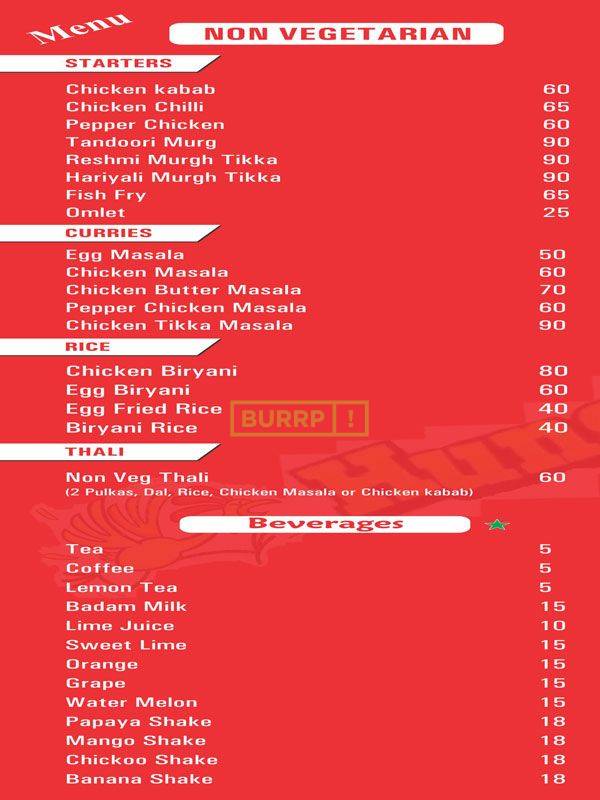 Menu
NON VEGETARIAN
STARTERS
Chicken kabab 60
Chicken Chilli 65
Pepper Chicken 60
Tandoori Murg 90
Reshmi Murgh Tikka 90
Hariyali Murgh Tikka 90
Fish Fry 65
Omlet 25
CURRIES
Egg Masala 50
Chicken Masala 60
Chicken Butter Masala 70
Pepper Chicken Masala 60
Chicken Tikka Masala 90
RICE
Chicken Biryani 80
Egg Biryani 60
Egg Fried Rice 40
BURRP!
Biryani Rice 40
THALI
Non Veg Thali 60
(2 Pulkas, Dal, Rice, Chicken Masala or Chicken kabab)
Beverages
Tea 5
Coffee 5
Lemon Tea 5
Badam Milk 15
Lime Juice 10
Sweet Lime 15
Orange 15
Grape 15
Water Melon 15
Papaya Shake 18
Mango Shake 18
Chickoo Shake 18
Banana Shake 18